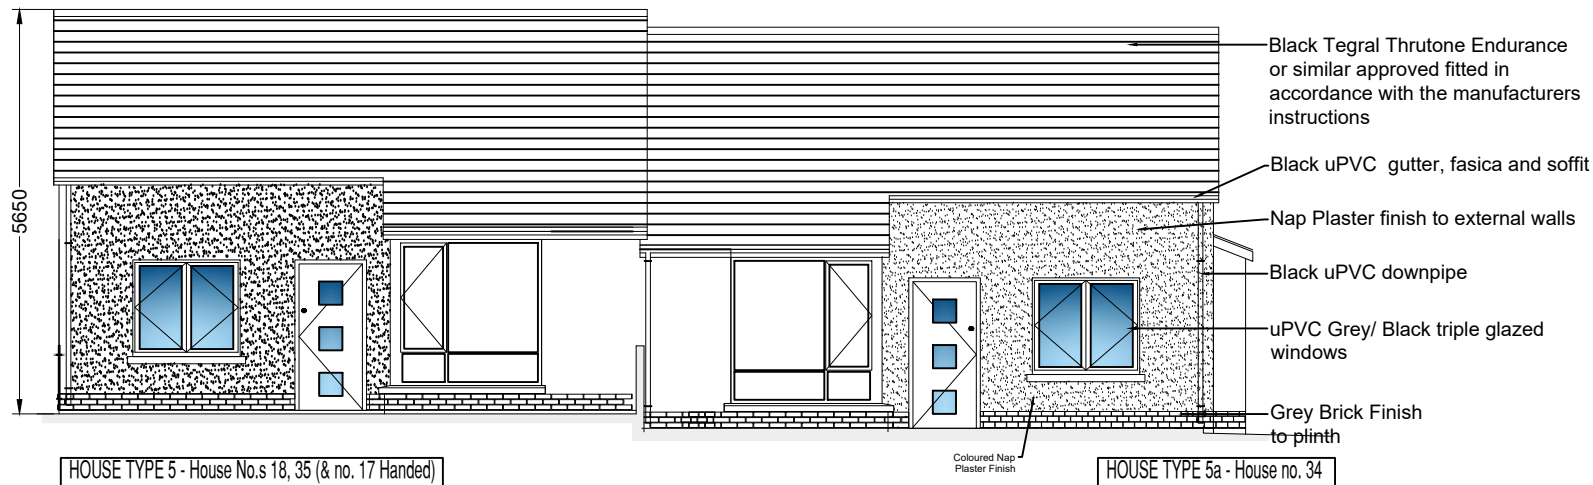 Black Tegral Thrutone Endurance
or similar approved fitted in
accordance with the manufacturers
instructions
Black uPVC gutter, fasica and soffit
5650
Nap Plaster finish to external walls
Black uPVC downpipe
uPVC Grey/ Black triple glazed
windows
Grey Brick Finish
to plinth
Coloured Nap
Plaster Finish
HOUSE TYPE 5 - House No.s 18, 35 (& no. 17 Handed)
HOUSE TYPE 5a - House no. 34